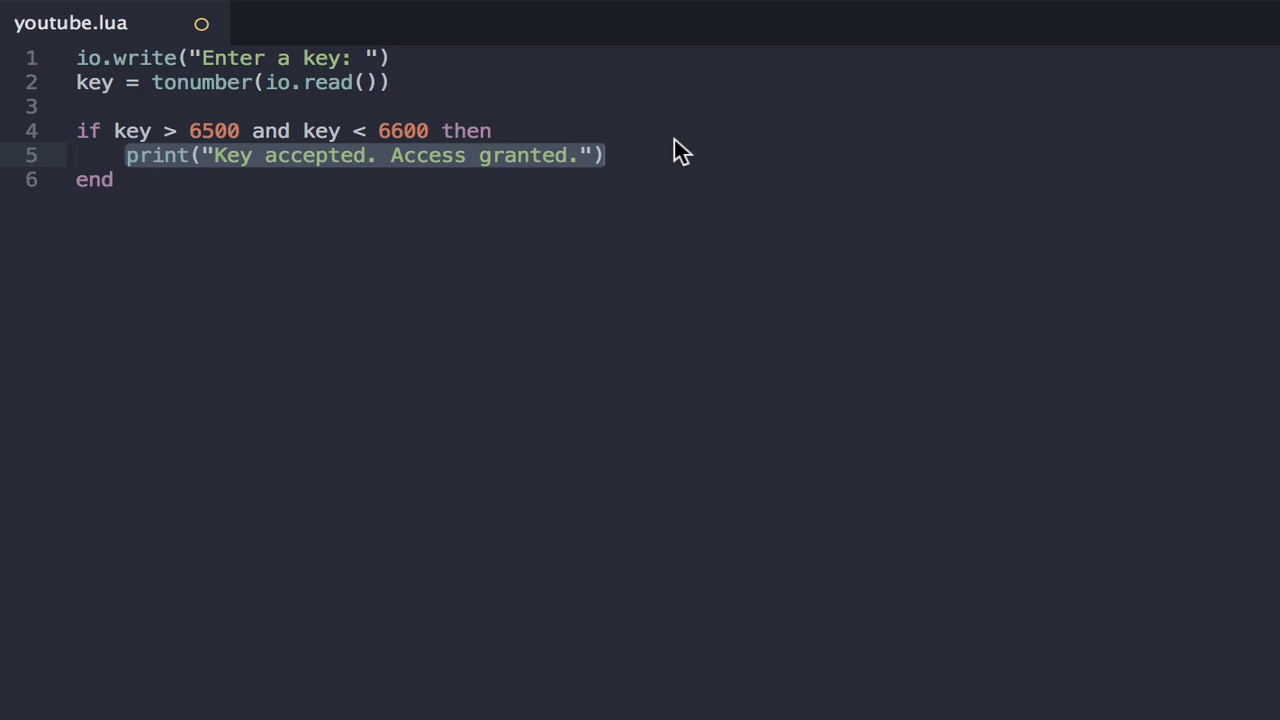 youtube.lua
1 io.write("Enter a key: ")
2 key = tonumber(io.read())
3
4 if key > 6500 and key < 6600 then
5     print("Key accepted. Access granted.")
6 end